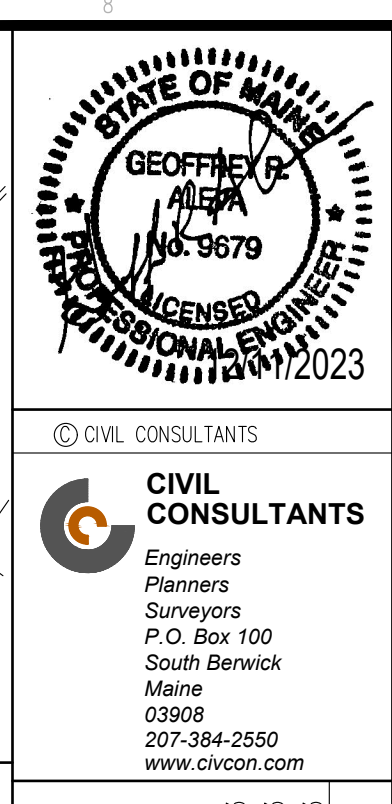 8
STATE OF MAINE
GEOFFREY R.
ALEVA
No. 9679
LICENSED
PROFESSIONAL ENGINEER
12/11/2023
© CIVIL CONSULTANTS
CIVIL
CONSULTANTS
Engineers
Planners
Surveyors
P.O. Box 100
South Berwick
Maine
03908
207-384-2550
www.civcon.com